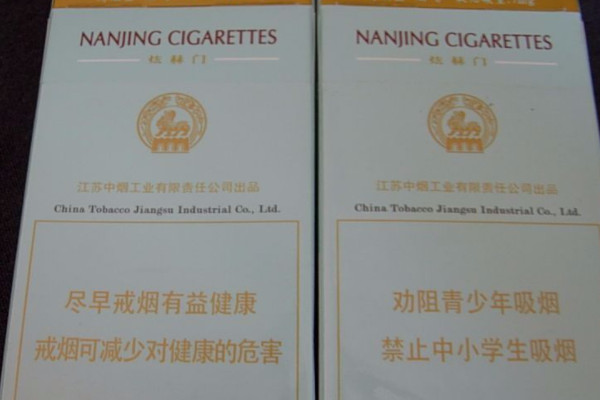 NANJING CIGARETTES
炫赫门
江苏中烟工业有限责任公司出品
China Tobacco Jiangsu Industrial Co., Ltd.
尽早戒烟有益健康
戒烟可减少对健康的危害
NANJING CIGARETTES
炫赫门
江苏中烟工业有限责任公司出品
China Tobacco Jiangsu Industrial Co., Ltd.
劝阻青少年吸烟
禁止中小学生吸烟